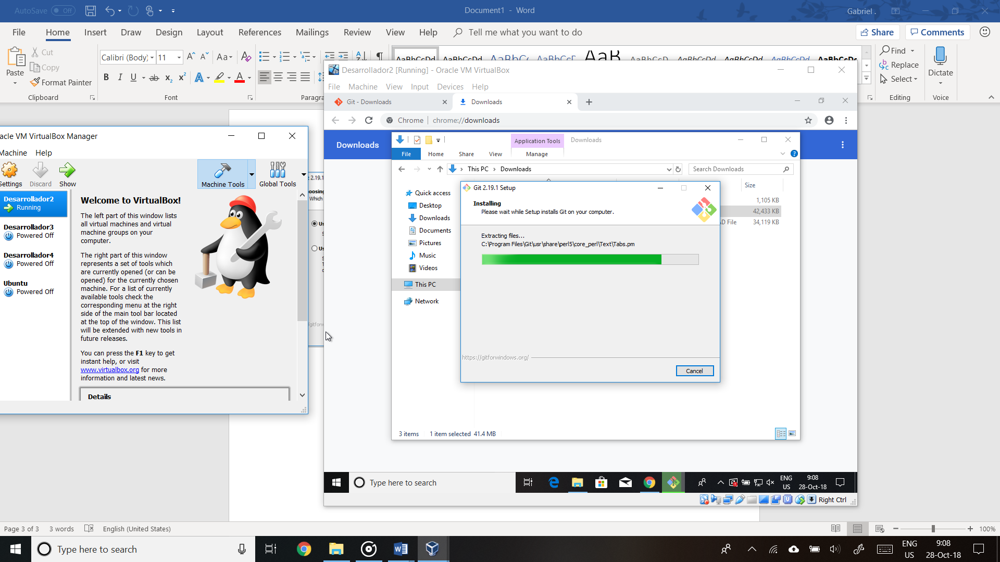 AutoSave Off
Document1 - Word
Gabriel .
File Home Insert Draw Design Layout References Mailings Review View Help Tell me what you want to do
Share Comments
Paste
Cut
Copy
Format Painter
Clipboard
Calibri (Body) 11
Font
AaBbCcDd AaBbCcDd
Find
Replace
Select
Editing
Dictate
Voice
Desarrollador2 [Running] - Oracle VM VirtualBox
File Machine View Input Devices Help
Git - Downloads
Downloads
Chrome chrome://downloads
Downloads
Application Tools Downloads
File Home Share View Manage
This PC Downloads
Search Downloads
Quick access
Desktop
Downloads
Documents
Pictures
Music
Videos
This PC
Network
Size
1,105 KB
42,433 KB
D File 34,119 KB
Git 2.19.1 Setup
Installing
Please wait while Setup installs Git on your computer.
Extracting files...
C:\Program Files\Git\usr\share\perl5\core_perl\Text\Tabs.pm
https://gitforwindows.org/
Cancel
3 items 1 item selected 41.4 MB
Type here to search
ENG
US
9:08
28-Oct-18
Right Ctrl
acle VM VirtualBox Manager
Machine Help
Settings Discard Show
Machine Tools Global Tools
Desarrollador2
Running
Desarrollador3
Powered Off
Desarrollador4
Powered Off
Ubuntu
Powered Off
Welcome to VirtualBox!
The left part of this window lists
all virtual machines and virtual
machine groups on your
computer.
The right part of this window
represents a set of tools which
are currently opened (or can be
opened) for the currently chosen
machine. For a list of currently
available tools check the
corresponding menu at the right
side of the main tool bar located
at the top of the window. This list
will be extended with new tools in
future releases.
You can press the F1 key to get
instant help, or visit
www.virtualbox.org for more
information and latest news.
Details
Page 3 of 3 3 words English (United States)
100%
Type here to search
ENG
US
9:08
28-Oct-18